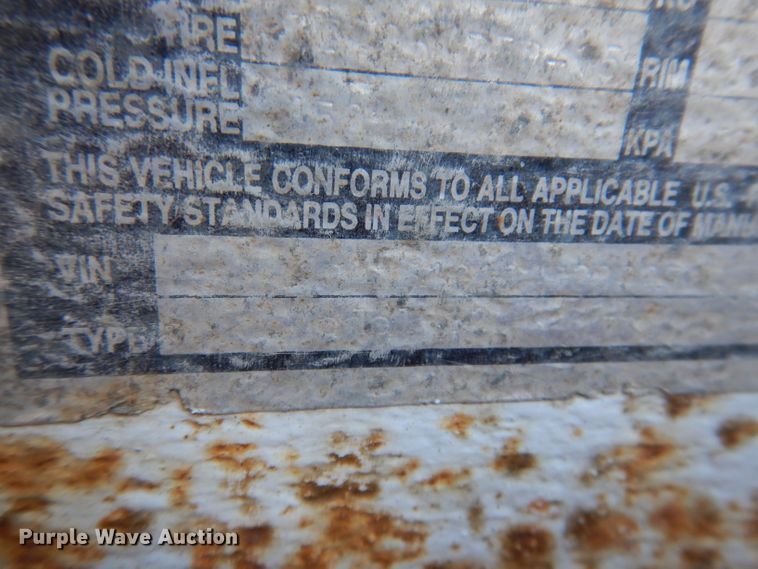 TIRE
RIM
COLD INFL
PRESSURE
KPA
THIS VEHICLE CONFORMS TO ALL APPLICABLE U.S.
SAFETY STANDARDS IN EFFECT ON THE DATE OF MANU
VIN
TYPE
Purple Wave Auction